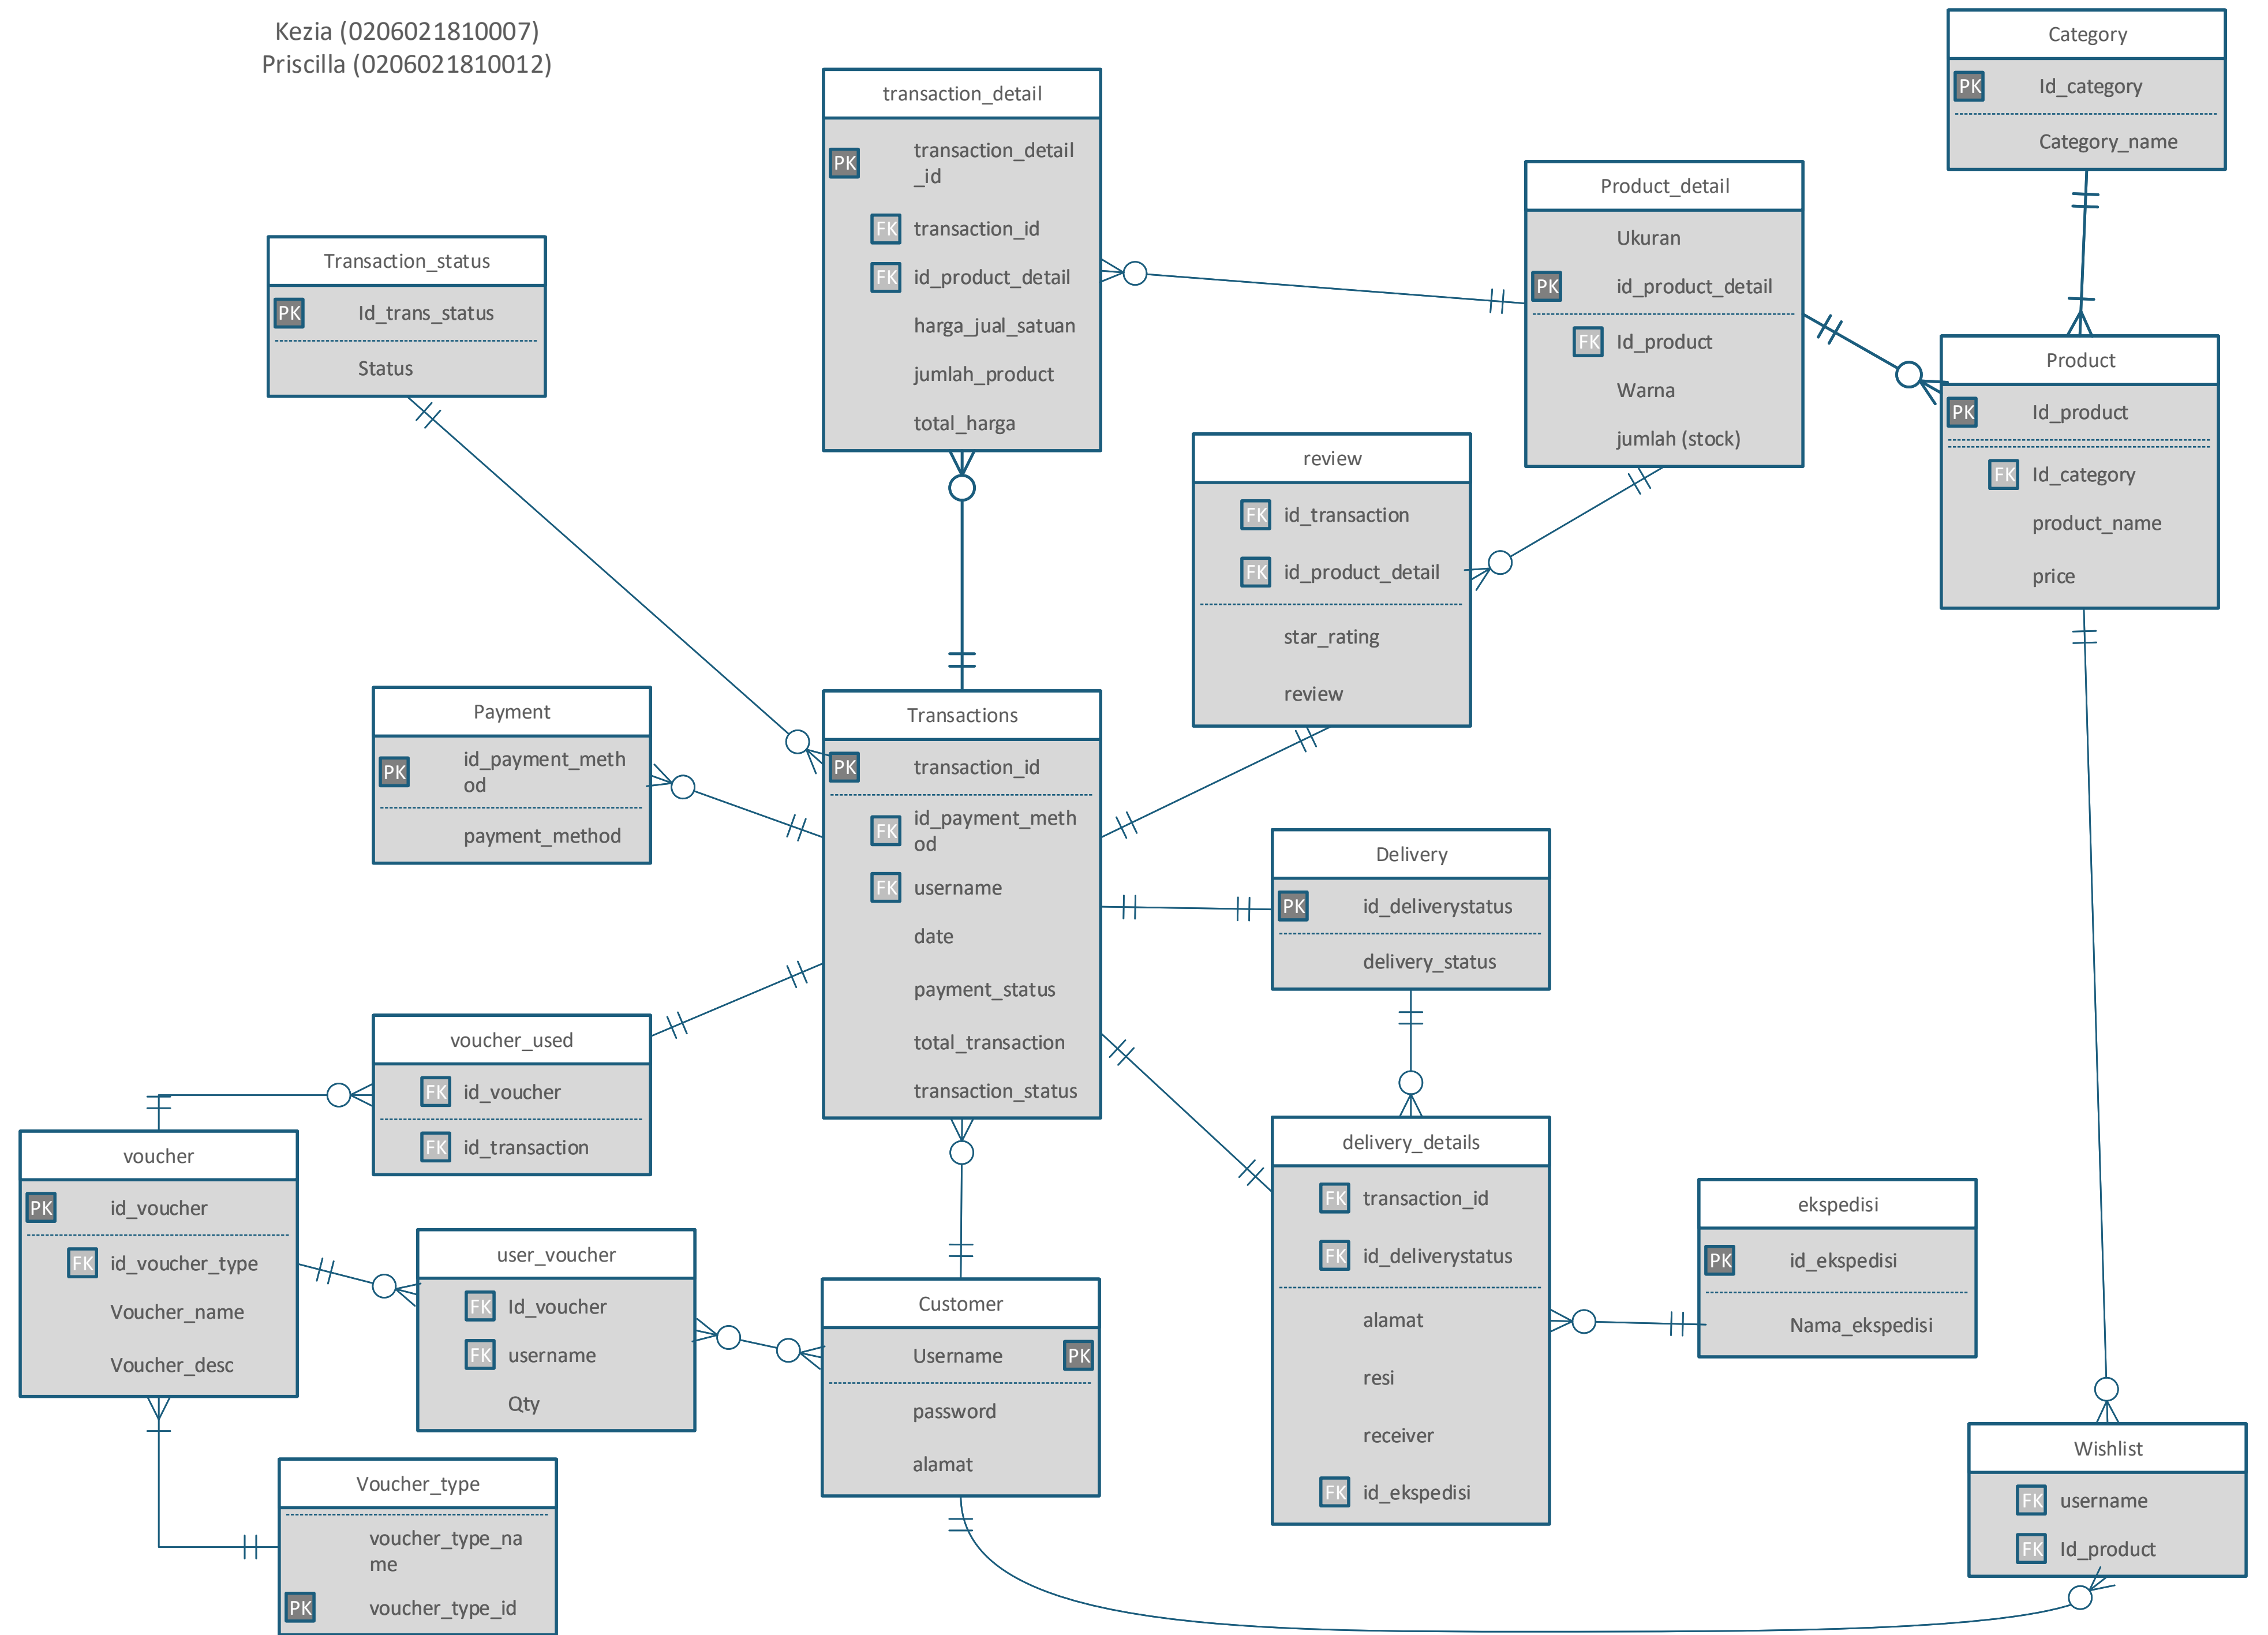 Kezia (0206021810007)
Priscilla (0206021810012)
Category
PK Id_category
Category_name
transaction_detail
PK transaction_detail
_id
FK transaction_id
FK id_product_detail
harga_jual_satuan
jumlah_product
total_harga
Product_detail
Ukuran
PK id_product_detail
FK Id_product
Warna
jumlah (stock)
Transaction_status
PK Id_trans_status
Status
Product
PK Id_product
FK Id_category
product_name
price
review
FK id_transaction
FK id_product_detail
star_rating
review
Payment
PK id_payment_meth
od
payment_method
Transactions
PK transaction_id
FK id_payment_meth
od
FK username
date
payment_status
total_transaction
transaction_status
Delivery
PK id_deliverystatus
delivery_status
voucher_used
FK id_voucher
FK id_transaction
voucher
PK id_voucher
FK id_voucher_type
Voucher_name
Voucher_desc
user_voucher
FK Id_voucher
FK username
Qty
Customer
Username PK
password
alamat
delivery_details
FK transaction_id
FK id_deliverystatus
alamat
resi
receiver
FK id_ekspedisi
ekspedisi
PK id_ekspedisi
Nama_ekspedisi
Voucher_type
voucher_type_na
me
PK voucher_type_id
Wishlist
FK username
FK Id_product